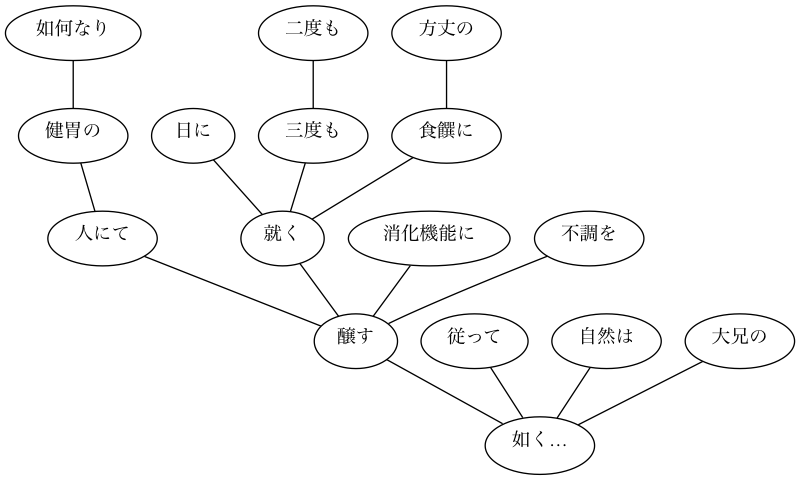 如何なり 二度も 方丈の
健胃の 日に 三度も 食饌に
人にて 就く 消化機能に 不調を
醸す 従って 自然は 大兄の
如く…